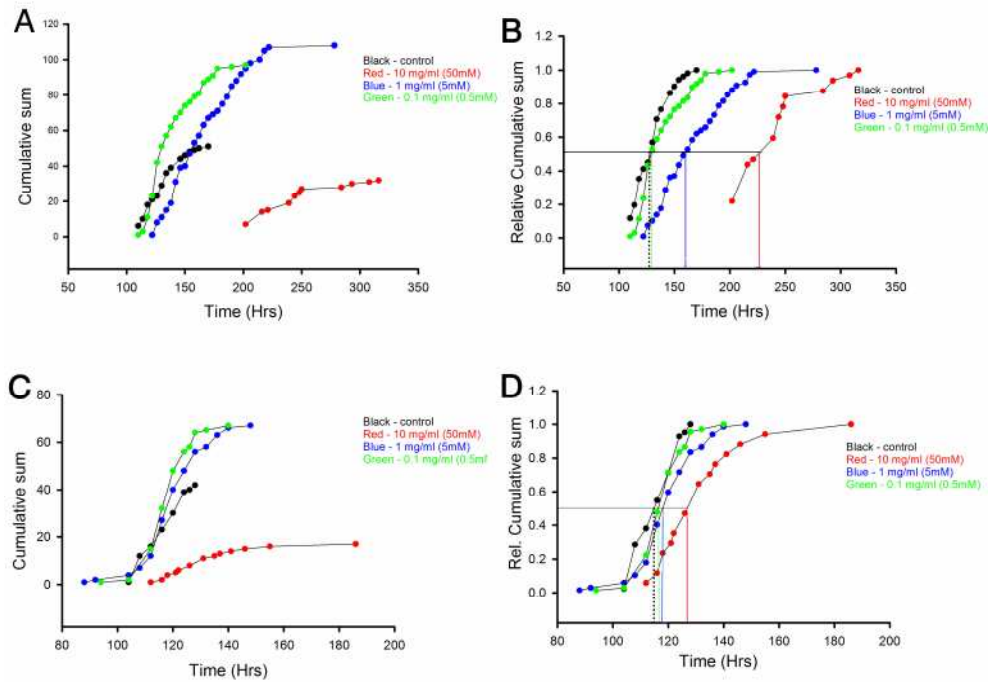 A
Cumulative sum
120
100
80
60
40
20
0
50 100 150 200 250 300 350
Time (Hrs)
Black - control
Red - 10 mg/ml (50mM)
Blue - 1 mg/ml (5mM)
Green - 0.1 mg/ml (0.5mM)
B
Relative Cumulative sum
1.2
1.0
0.8
0.6
0.4
0.2
0.0
50 100 150 200 250 300 350
Time (Hrs)
Black - control
Red - 10 mg/ml (50mM)
Blue - 1 mg/ml (5mM)
Green - 0.1 mg/ml (0.5mM)
C
Cumulative sum
80
60
40
20
0
80 100 120 140 160 180 200
Time (Hrs)
Black - control
Red - 10 mg/ml (50mM)
Blue - 1 mg/ml (5mM)
Green - 0.1 mg/ml (0.5m
D
Rel. Cumulative sum
1.2
1.0
0.8
0.6
0.4
0.2
0.0
80 100 120 140 160 180 200
Time (Hrs)
Black - control
Red - 10 mg/ml (50mM)
Blue - 1 mg/ml (5mM)
Green - 0.1 mg/ml (0.5mM)